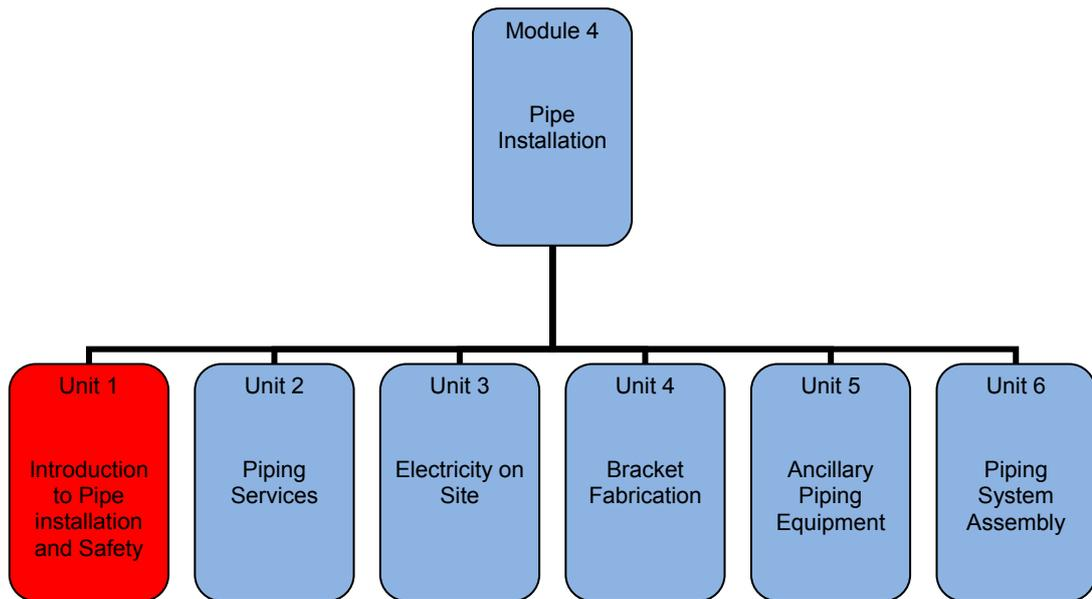 Module 4
Pipe
Installation
Unit 1
Introduction
to Pipe
installation
and Safety
Unit 2
Piping
Services
Unit 3
Electricity on
Site
Unit 4
Bracket
Fabrication
Unit 5
Ancillary
Piping
Equipment
Unit 6
Piping
System
Assembly